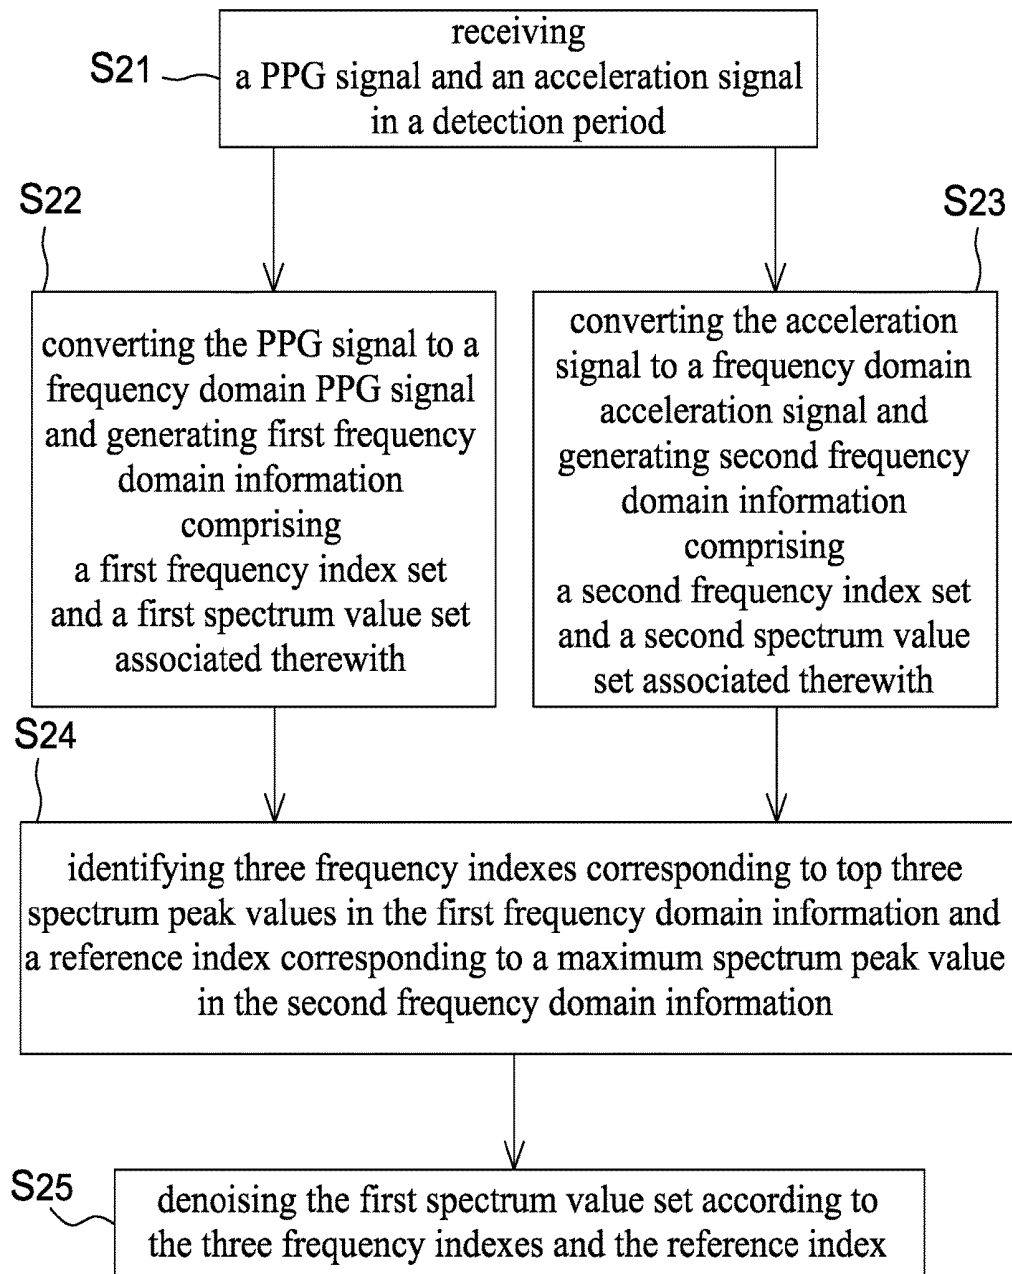 receiving
S21
a PPG signal and an acceleration signal
in a detection period
S22
S23
converting the PPG signal to a
frequency domain PPG signal
and generating first frequency
domain information
comprising
a first frequency index set
and a first spectrum value set
associated therewith
converting the acceleration
signal to a frequency domain
acceleration signal and
generating second frequency
domain information
comprising
a second frequency index set
and a second spectrum value
set associated therewith
S24
identifying three frequency indexes corresponding to top three
spectrum peak values in the first frequency domain information and
a reference index corresponding to a maximum spectrum peak value
in the second frequency domain information
S25
denoising the first spectrum value set according to
the three frequency indexes and the reference index